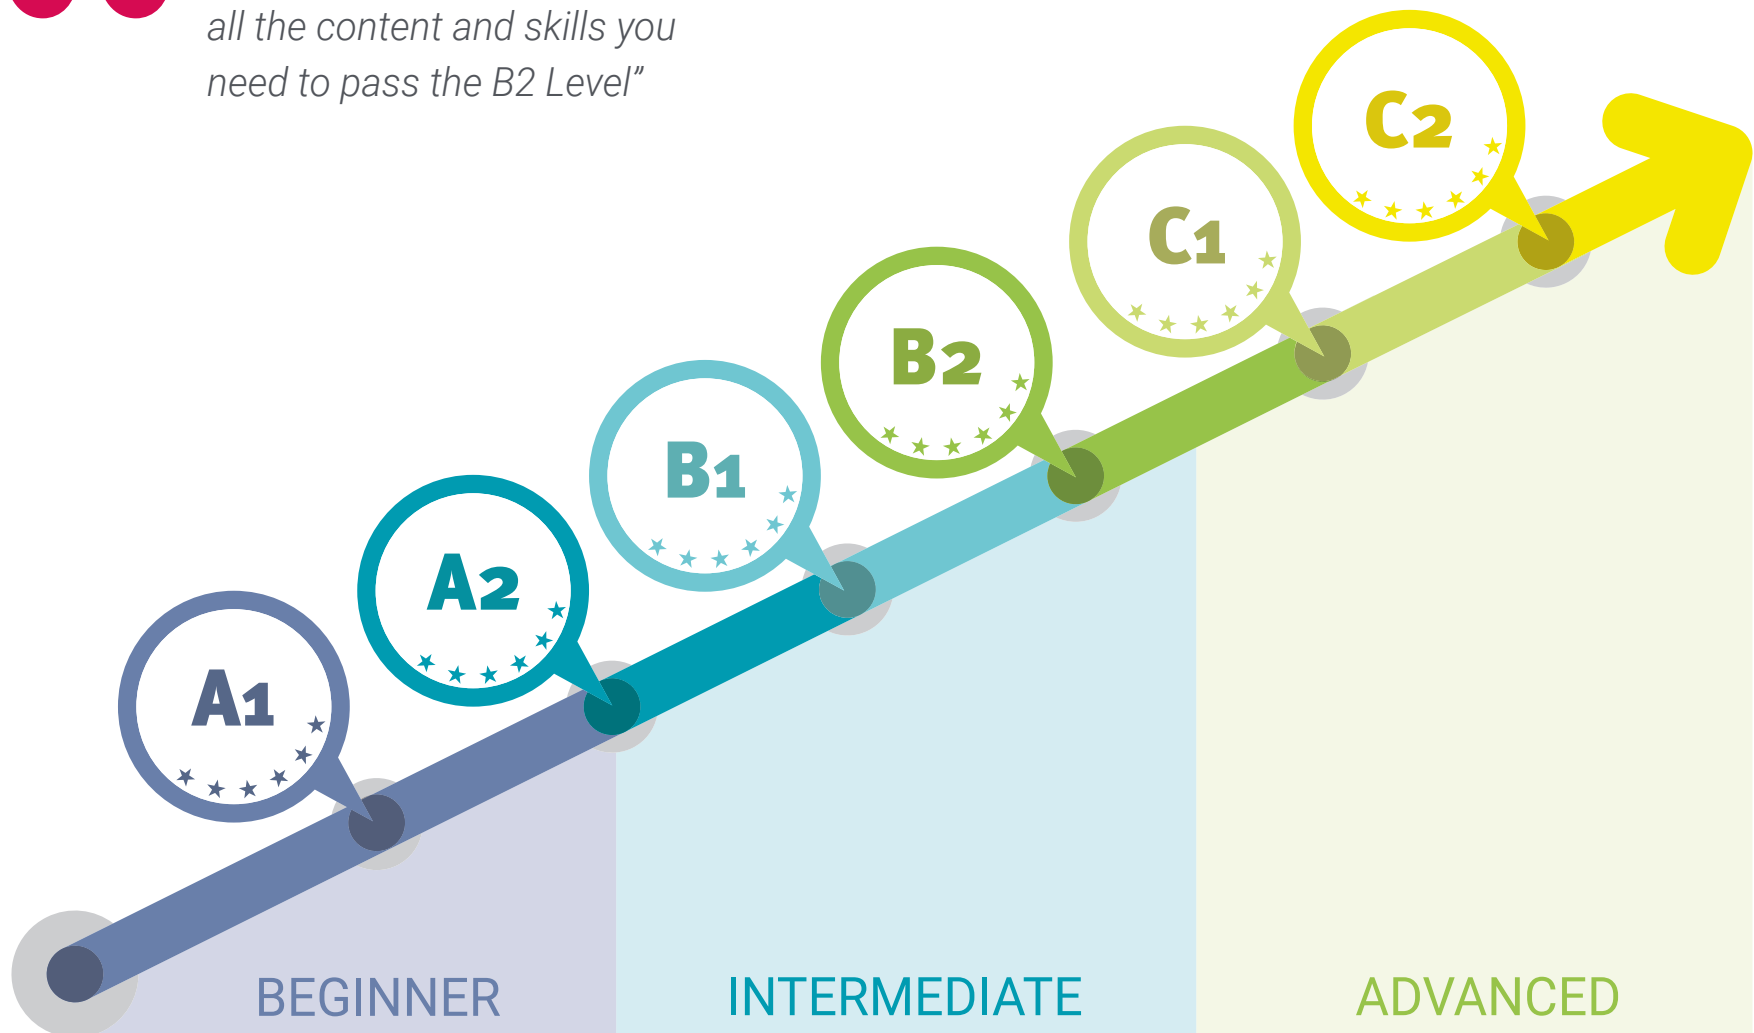 all the content and skills you
need to pass the B2 Level”
C2
C1
B2
B1
A2
A1
BEGINNER
INTERMEDIATE
ADVANCED